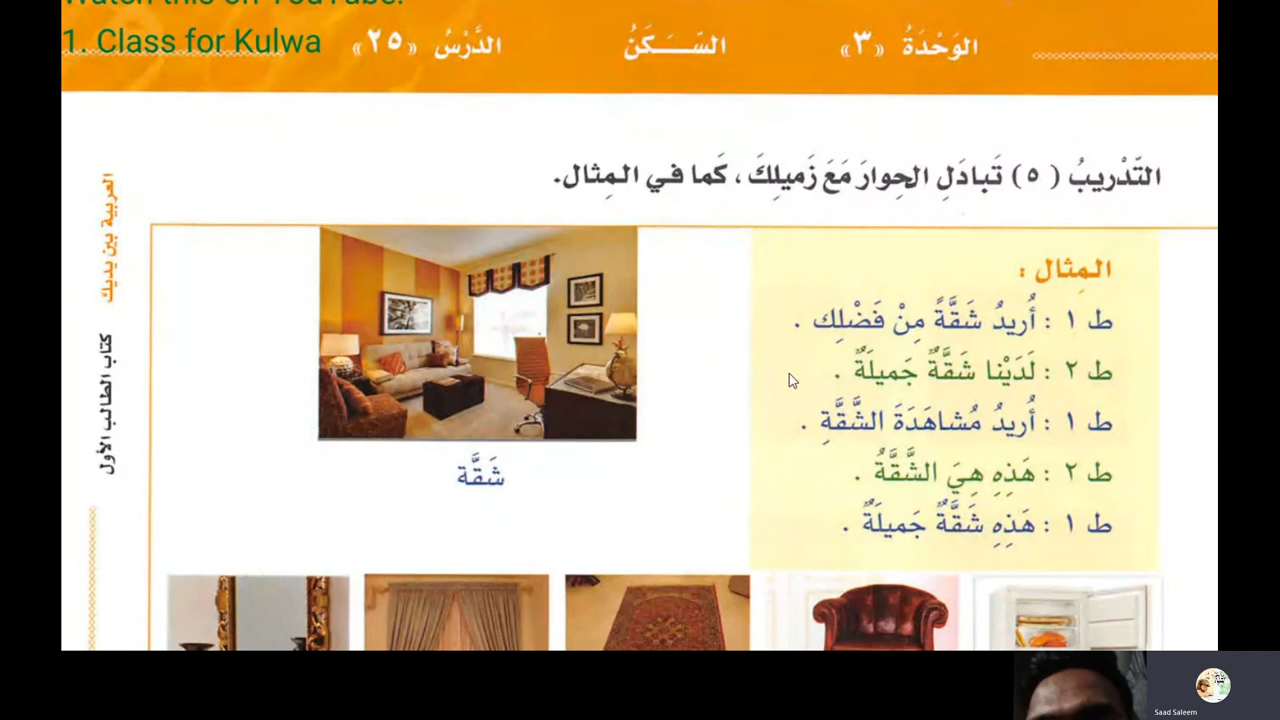 Watch this on YouTube:
1. Class for Kulwa
الوَحْدَةُ «٣» السَّـــكَنُ الدَّرْسُ «٢٥»
التَّدْريبُ ( ٥ ) تَبادَلِ الحِوارَ مَعَ زَميلِكَ ، كَما في المِثال.
المِثال :
ط ١ : أُريدُ شَقَّةً مِنْ فَضْلِك .
ط ٢ : لَدَيْنا شَقَّةٌ جَميلَةٌ .
ط ١ : أُريدُ مُشاهَدَةَ الشَّقَّةِ .
ط ٢ : هَذِهِ هِيَ الشَّقَّةُ .
ط ١ : هَذِهِ شَقَّةٌ جَميلَةٌ .
شَقَّة
العربية بين يديك
كتاب الطالب الأول
Saad Saleem